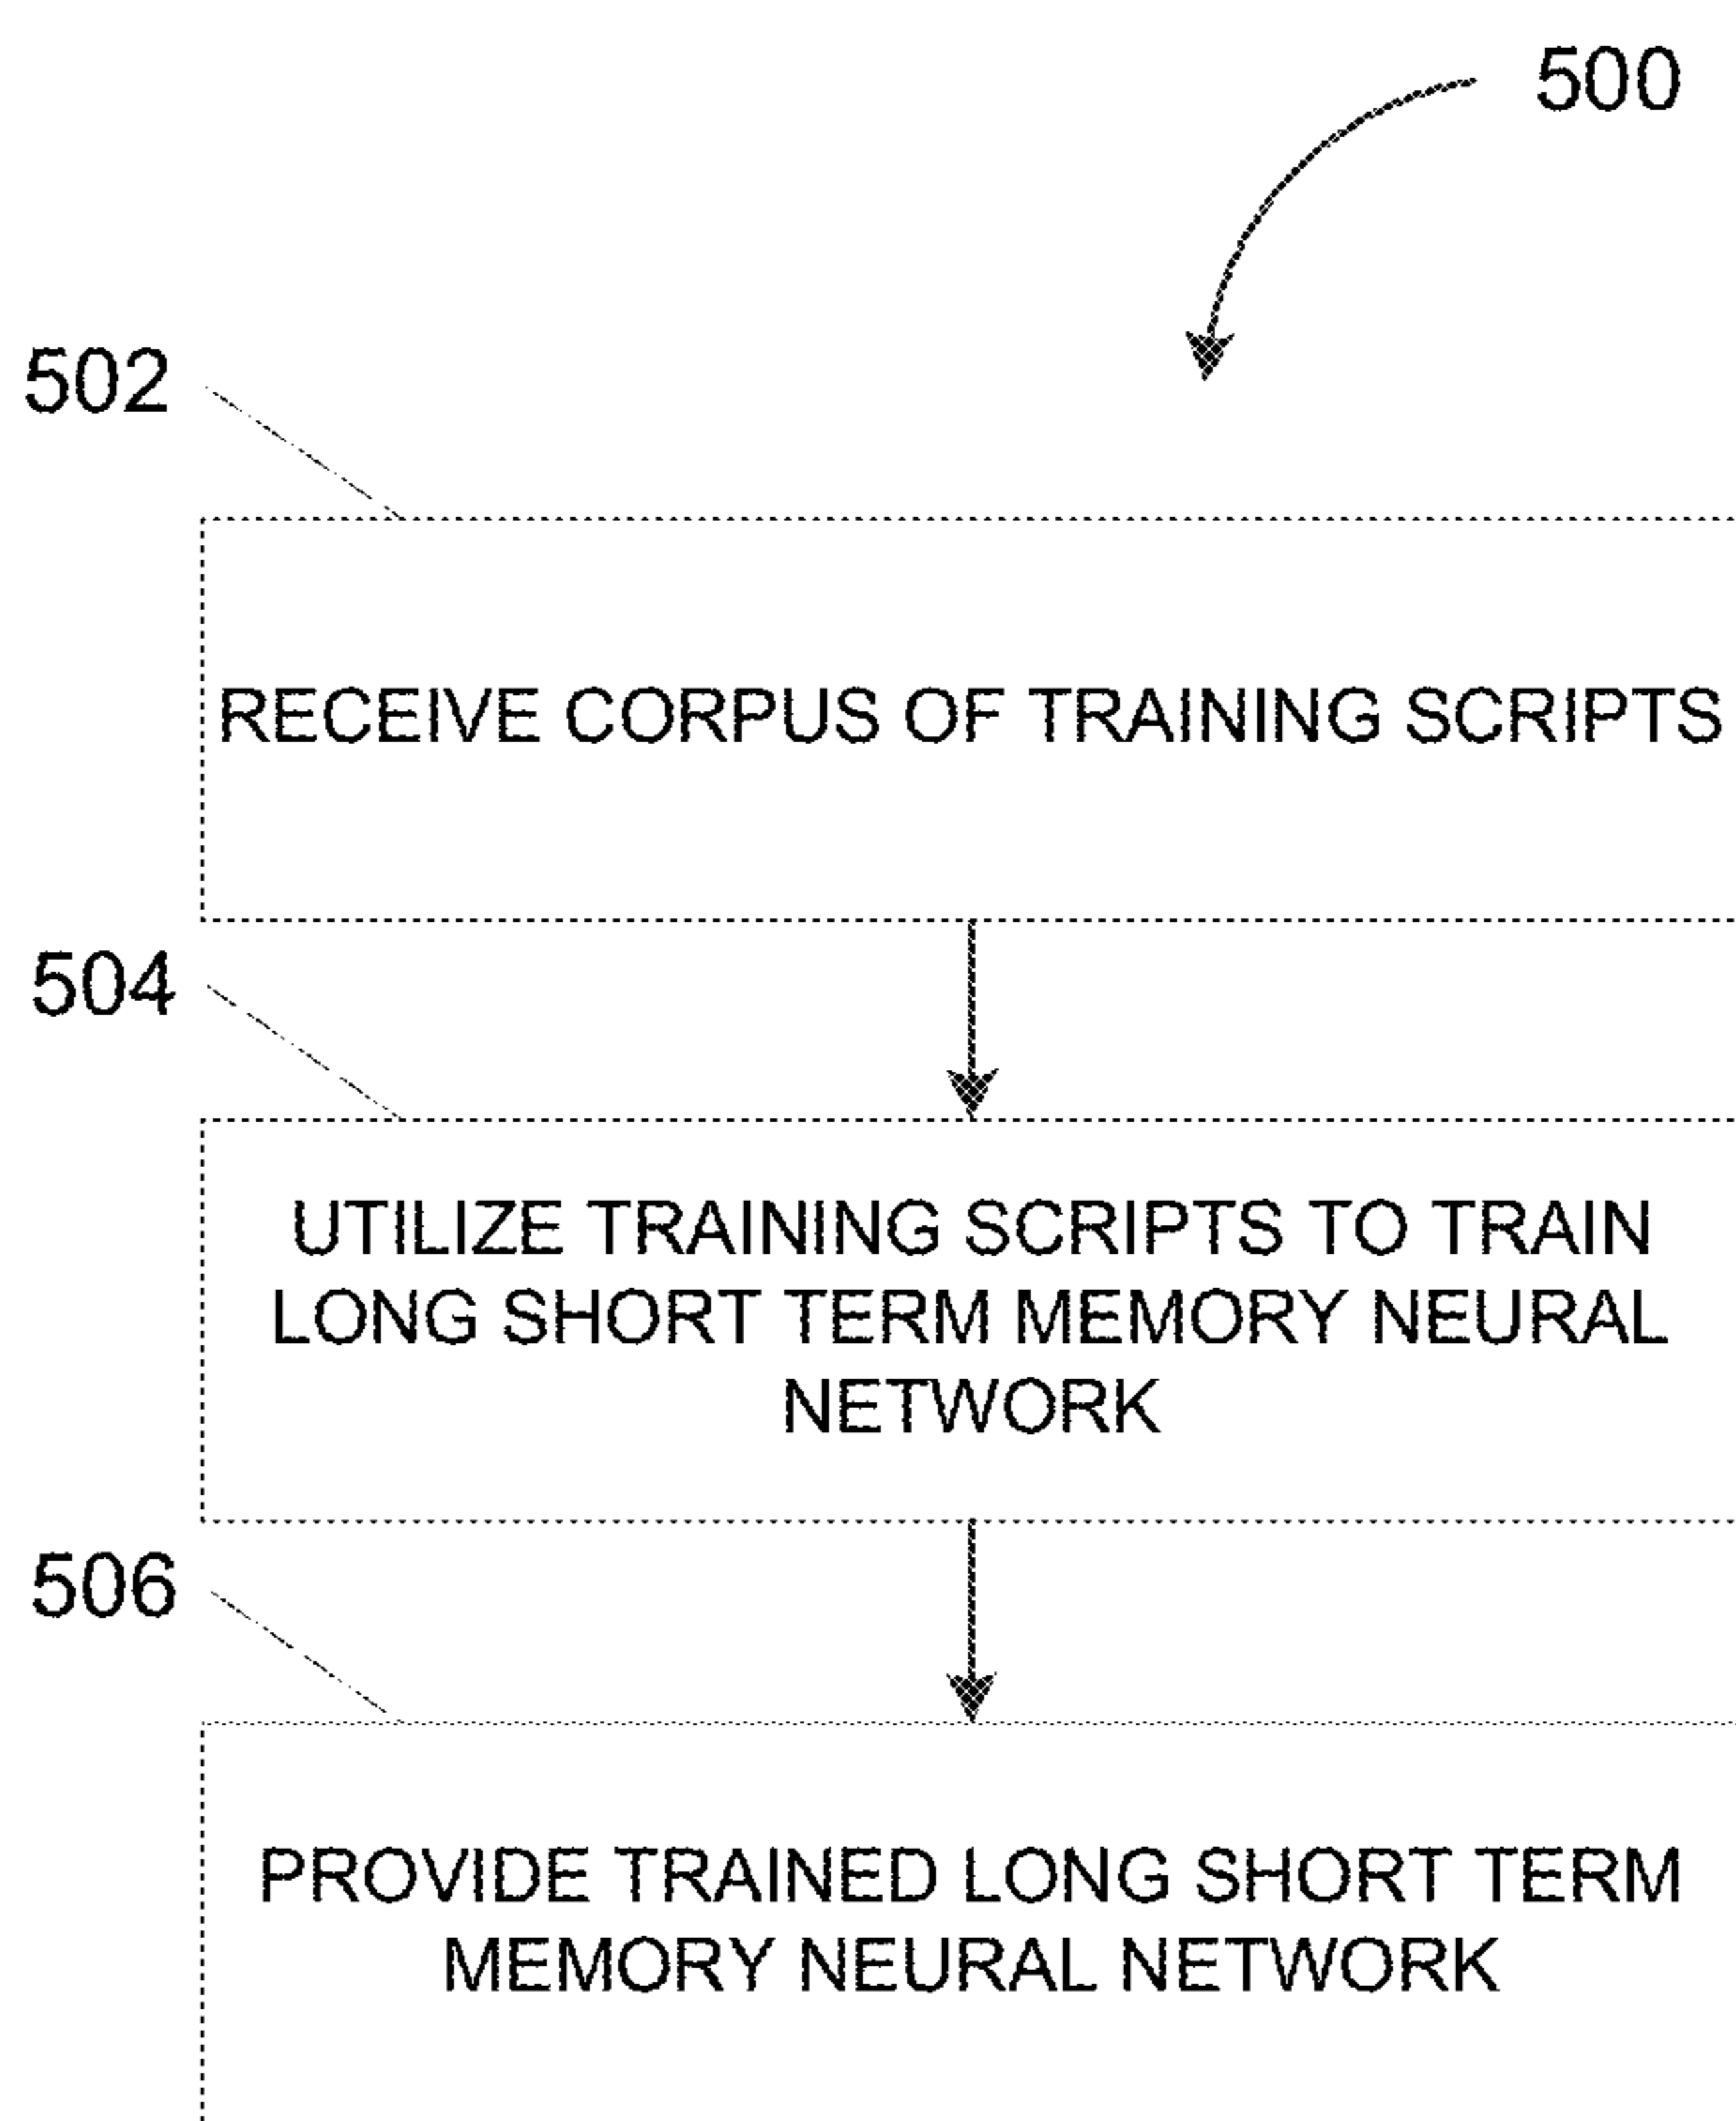 500
502
RECEIVE CORPUS OF TRAINING SCRIPTS
504
UTILIZE TRAINING SCRIPTS TO TRAIN
LONG SHORT TERM MEMORY NEURAL
NETWORK
506
PROVIDE TRAINED LONG SHORT TERM
MEMORY NEURAL NETWORK